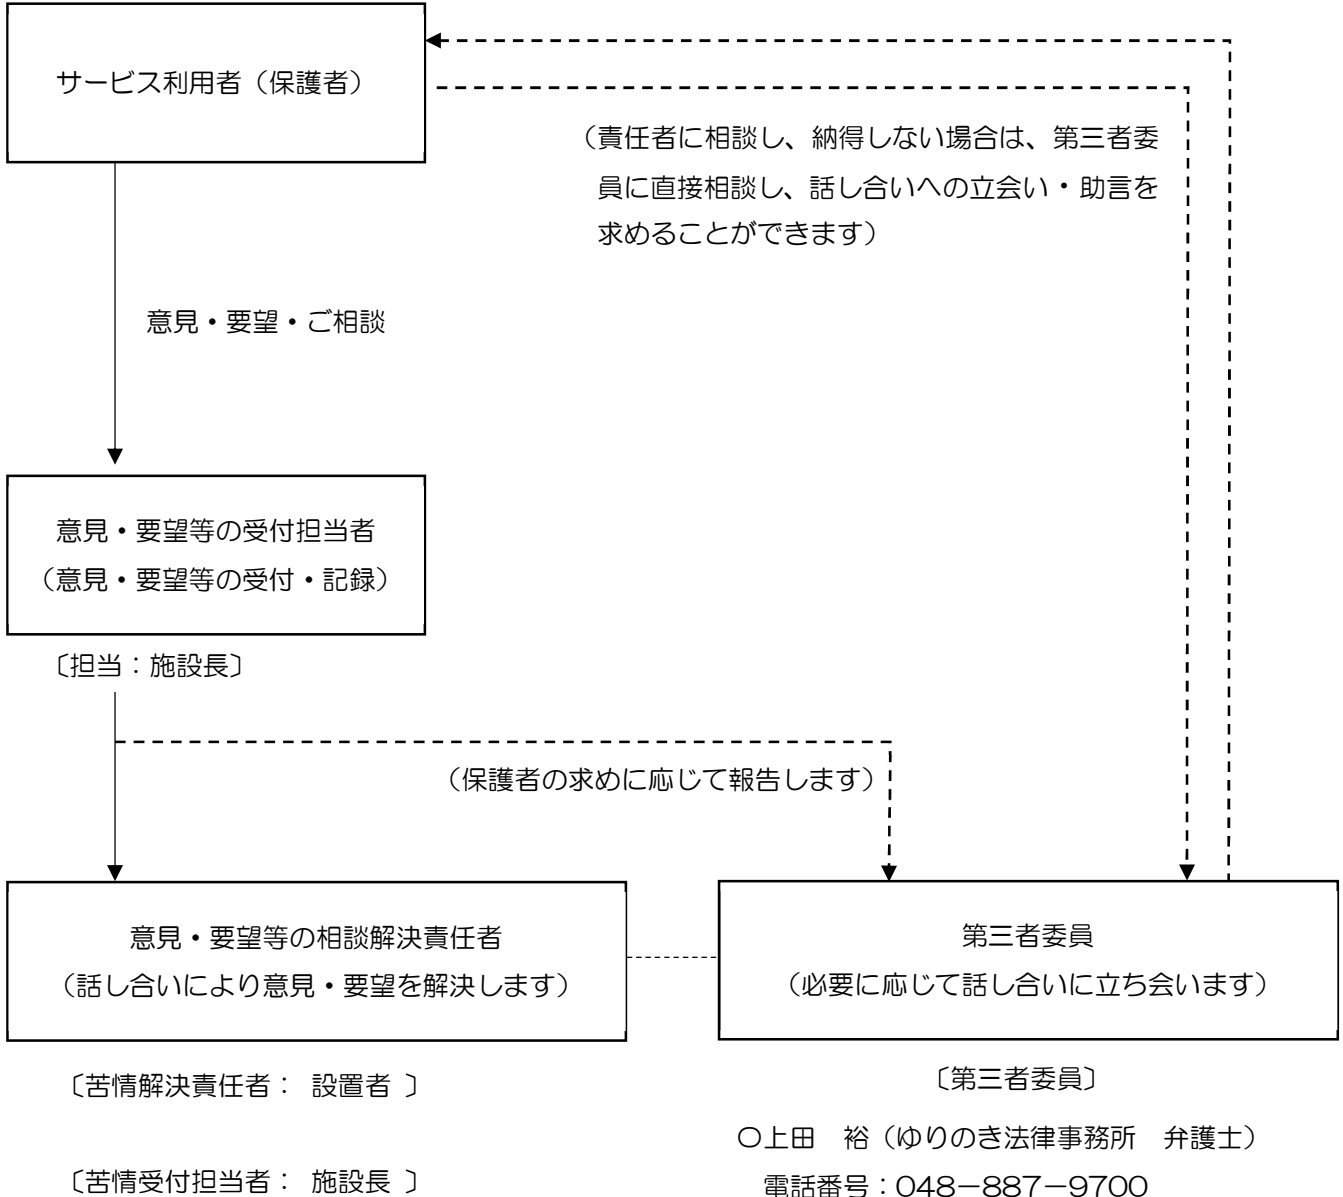 サービス利用者（保護者）
（責任者に相談し、納得しない場合は、第三者委
員に直接相談し、話し合いへの立会い・助言を
求めることができます）
意見・要望・ご相談
意見・要望等の受付担当者
（意見・要望等の受付・記録）
〔担当：施設長〕
（保護者の求めに応じて報告します）
意見・要望等の相談解決責任者
（話し合いにより意見・要望を解決します）
第三者委員
（必要に応じて話し合いに立ち会います）
〔苦情解決責任者：　設置者　〕
〔苦情受付担当者：　施設長　〕
〔第三者委員〕
〇上田　裕（ゆりのき法律事務所　弁護士）
電話番号：048－887－9700